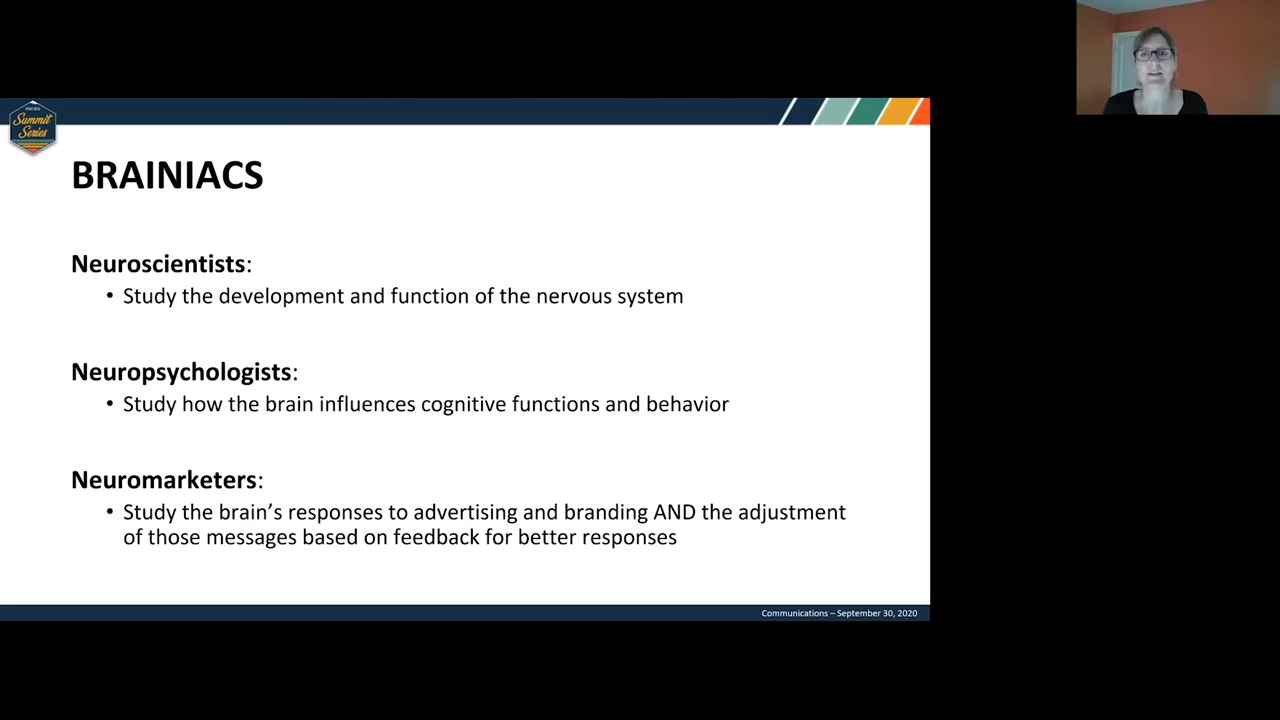 Summit
Series
BRAINIACS
Neuroscientists:
• Study the development and function of the nervous system
Neuropsychologists:
• Study how the brain influences cognitive functions and behavior
Neuromarketers:
• Study the brain’s responses to advertising and branding AND the adjustment
of those messages based on feedback for better responses
Communications – September 30, 2020